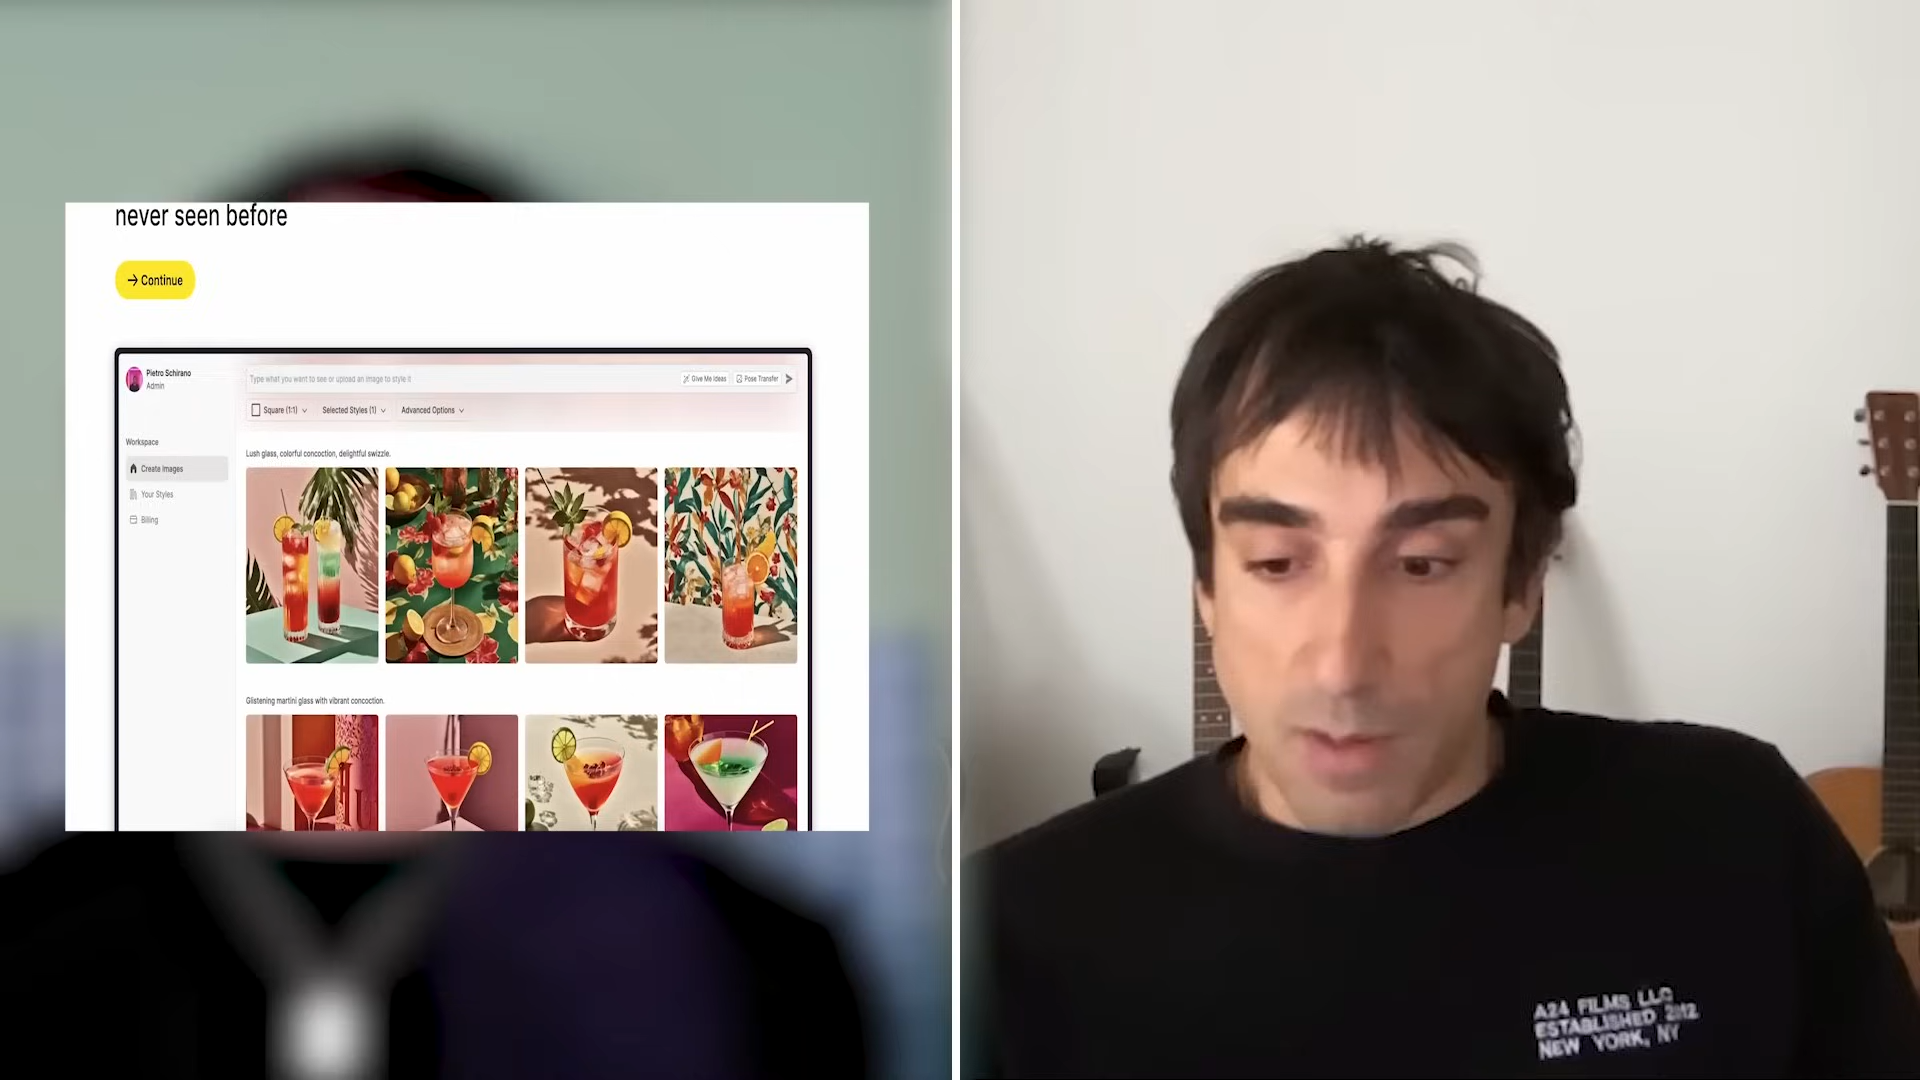 never seen before
→ Continue
Pietro Schirano
Admin
Type what you want to see or upload an image to style it
Give Me Ideas
Pose Transfer
Square (1:1)
Selected Styles (1)
Advanced Options
Workspace
Create Images
Your Styles
Billing
Lush glass, colorful concoction, delightful swizzle.
Glistening martini glass with vibrant concoction.
A24 FILMS LLC
ESTABLISHED 2012
NEW YORK, NY